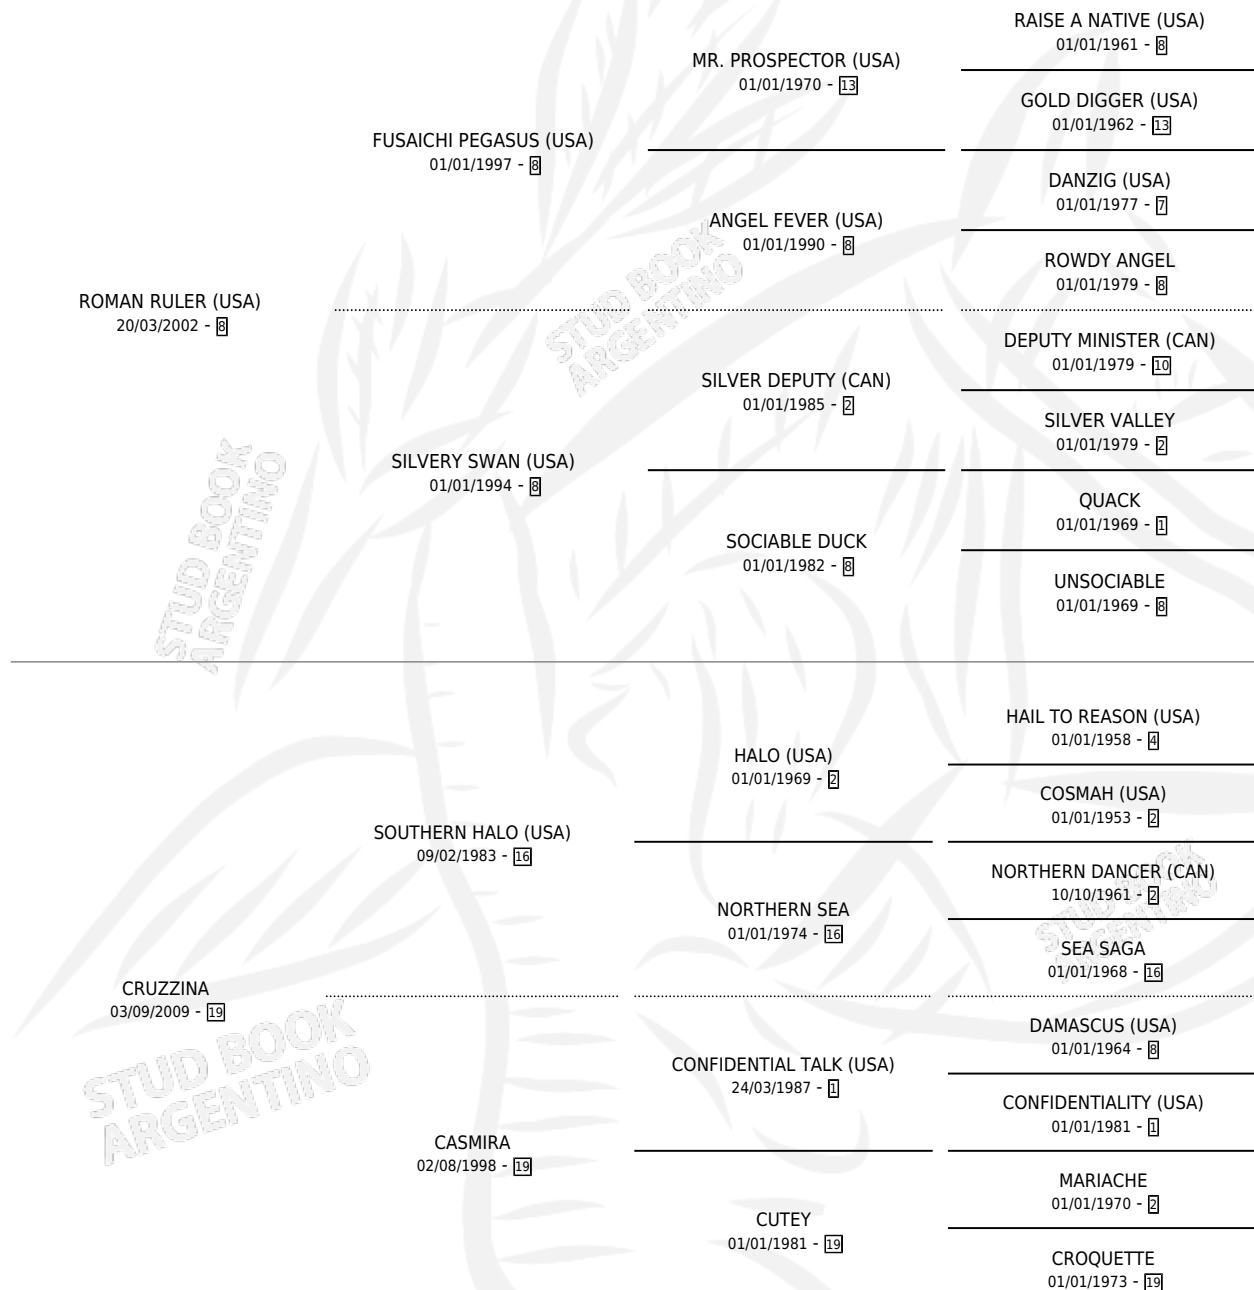 RAISE A NATIVE (USA)
01/01/1961 - 8
MR. PROSPECTOR (USA)
01/01/1970 - 13
GOLD DIGGER (USA)
01/01/1962 - 13
FUSAICHI PEGASUS (USA)
01/01/1997 - 8
DANZIG (USA)
01/01/1977 - 7
ANGEL FEVER (USA)
01/01/1990 - 8
ROWDY ANGEL
01/01/1979 - 8
ROMAN RULER (USA)
20/03/2002 - 8
DEPUTY MINISTER (CAN)
01/01/1979 - 10
SILVER DEPUTY (CAN)
01/01/1985 - 2
SILVER VALLEY
01/01/1979 - 2
SILVERY SWAN (USA)
01/01/1994 - 8
QUACK
01/01/1969 - 1
SOCIABLE DUCK
01/01/1982 - 8
UNSOCIABLE
01/01/1969 - 8
HAIL TO REASON (USA)
01/01/1958 - 4
HALO (USA)
01/01/1969 - 2
COSMAH (USA)
01/01/1953 - 2
SOUTHERN HALO (USA)
09/02/1983 - 16
NORTHERN DANCER (CAN)
10/10/1961 - 2
NORTHERN SEA
01/01/1974 - 16
SEA SAGA
01/01/1968 - 16
CRUZZINA
03/09/2009 - 19
DAMASCUS (USA)
01/01/1964 - 8
CONFIDENTIAL TALK (USA)
24/03/1987 - 1
CONFIDENTIALITY (USA)
01/01/1981 - 1
CASMIRA
02/08/1998 - 19
MARIACHE
01/01/1970 - 2
CUTEY
01/01/1981 - 19
CROQUETTE
01/01/1973 - 19
STUD BOOK
ARGENTINO
STUD BOOK
ARGENTINO
STUD BOOK
ARGENTINO
STUD BOOK
ARGENTINO